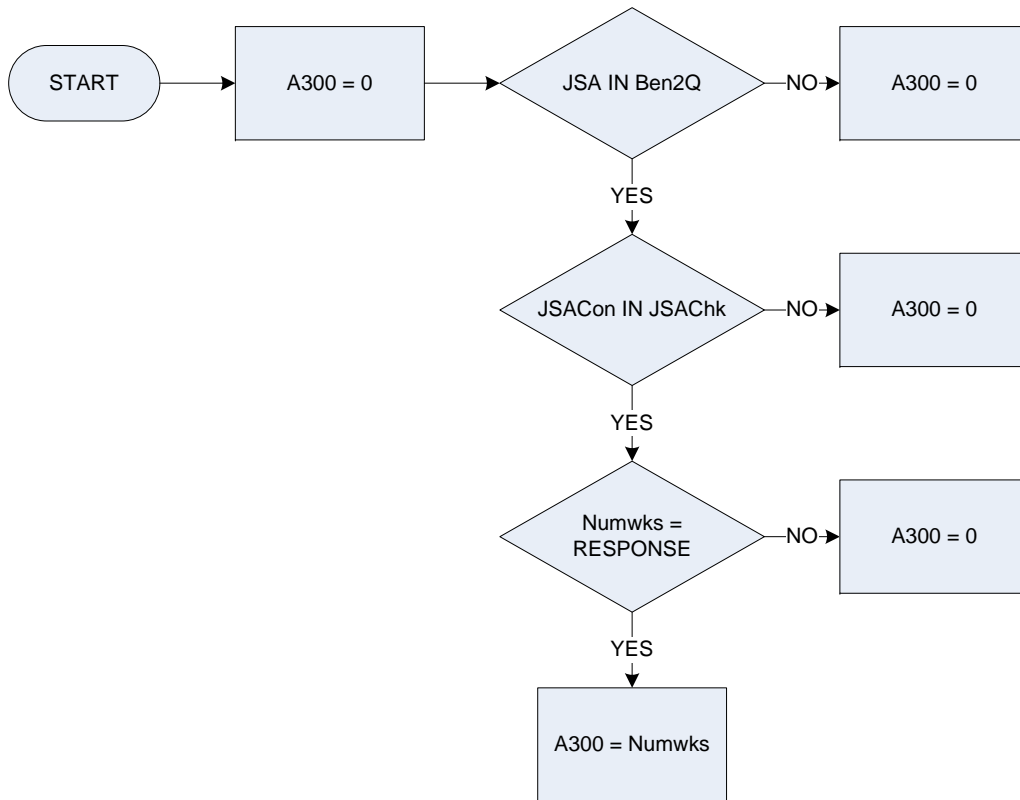 START
A300 = 0
JSA IN Ben2Q
NO
A300 = 0
YES
JSACon IN JSAChk
NO
A300 = 0
YES
Numwks =
RESPONSE
NO
A300 = 0
YES
A300 = Numwks